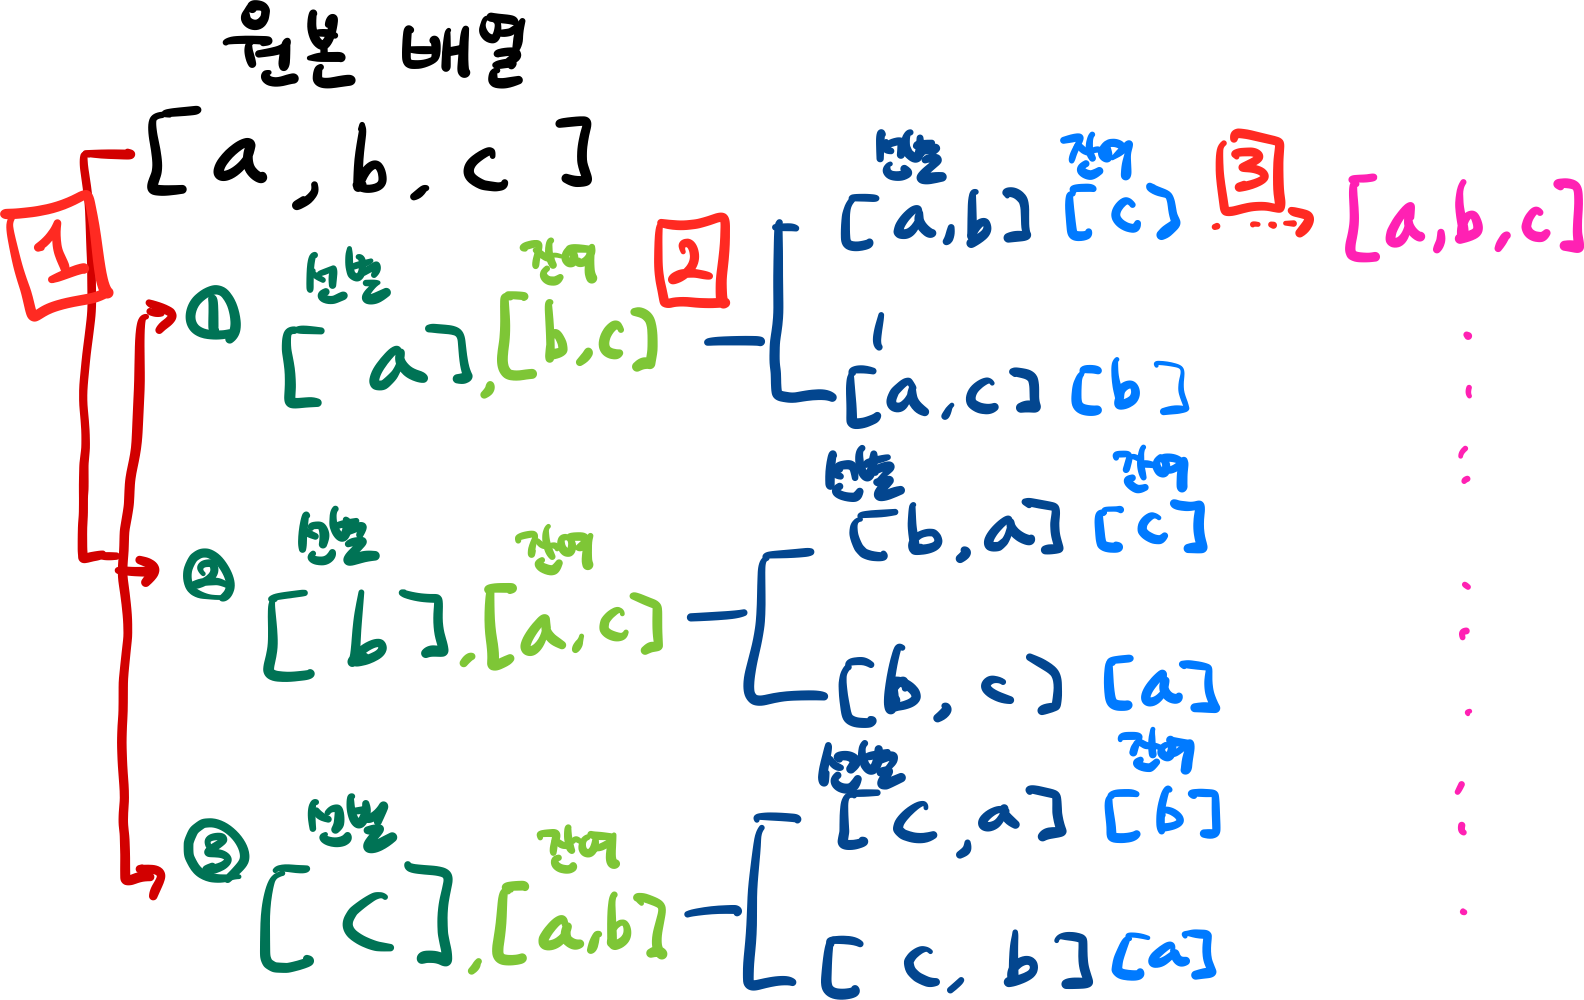 원본 배열
[a, b, c]
1
선별 잔여
① [a], [b, c]
2
선별 잔여
[a, b] [c]
[a, c] [b]
3
[a, b, c]
선별 잔여
② [b], [a, c]
선별 잔여
[b, a] [c]
[b, c] [a]
선별 잔여
③ [c], [a, b]
선별 잔여
[c, a] [b]
[c, b] [a]